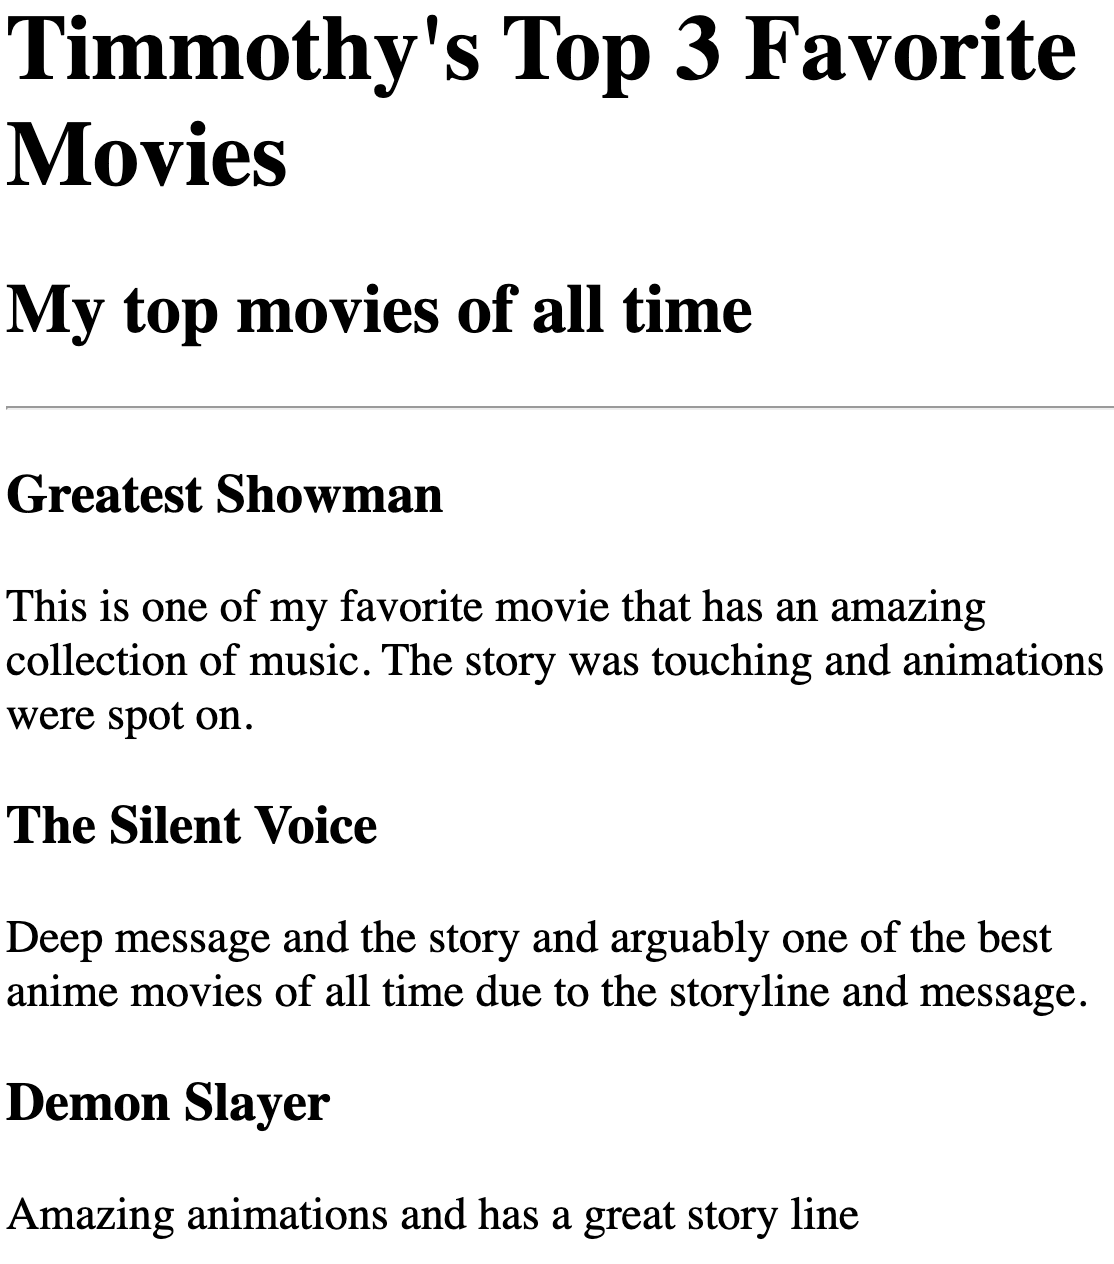 Timmothy's Top 3 Favorite
Movies
My top movies of all time
Greatest Showman
This is one of my favorite movie that has an amazing
collection of music. The story was touching and animations
were spot on.
The Silent Voice
Deep message and the story and arguably one of the best
anime movies of all time due to the storyline and message.
Demon Slayer
Amazing animations and has a great story line